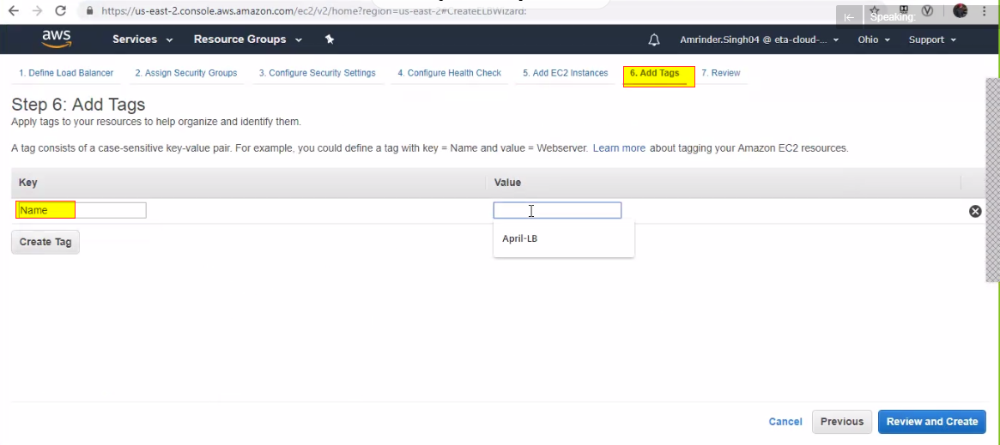 https://us-east-2.console.aws.amazon.com/ec2/v2/home?region=us-east-2#CreateELBWizard:
Speaking:
aws Services Resource Groups Amrinder.Singh04 @ eta-cloud-... Ohio Support
1. Define Load Balancer 2. Assign Security Groups 3. Configure Security Settings 4. Configure Health Check 5. Add EC2 Instances 6. Add Tags 7. Review
Step 6: Add Tags
Apply tags to your resources to help organize and identify them.
A tag consists of a case-sensitive key-value pair. For example, you could define a tag with key = Name and value = Webserver. Learn more about tagging your Amazon EC2 resources.
Key Value
Name
April-LB
Create Tag
Cancel Previous Review and Create